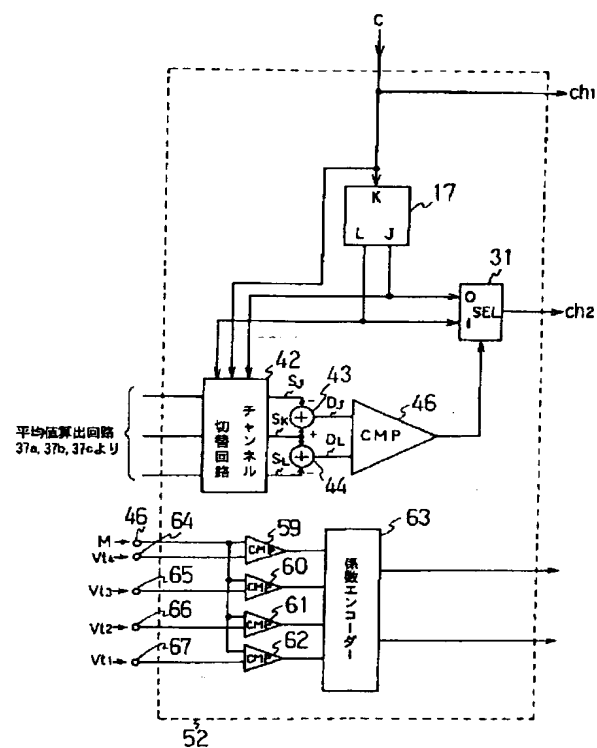 C
ch1
K
L J
17
31
0
SEL
1
ch2
42
チャンネル
切替回路
SJ
−
43
DJ
SK
+
+
46
CMP
DL
+
SL
−
44
平均値算出回路
37a, 37b, 37cより
M
46
64
Vt4
CMP
59
63
Vt3
65
CMP
60
係数エンコーダー
Vt2
66
CMP
61
Vt1
67
CMP
62
52